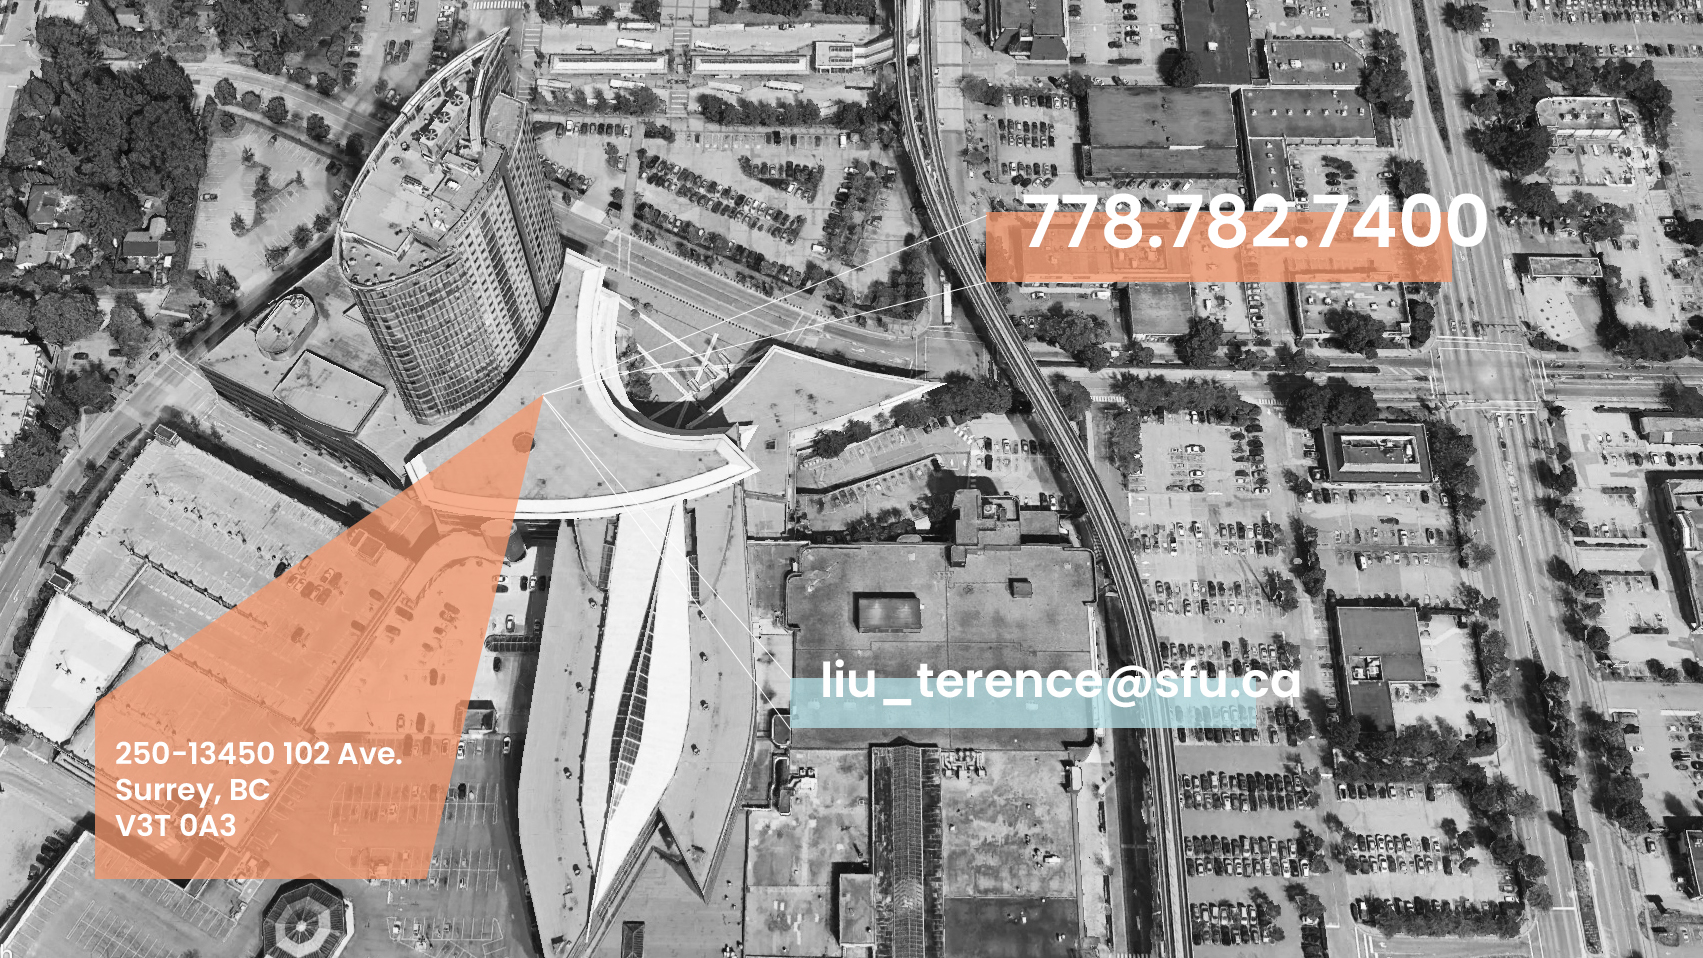 778.782.7400
liu_terence@sfu.ca
250-13450 102 Ave.
Surrey, BC
V3T 0A3